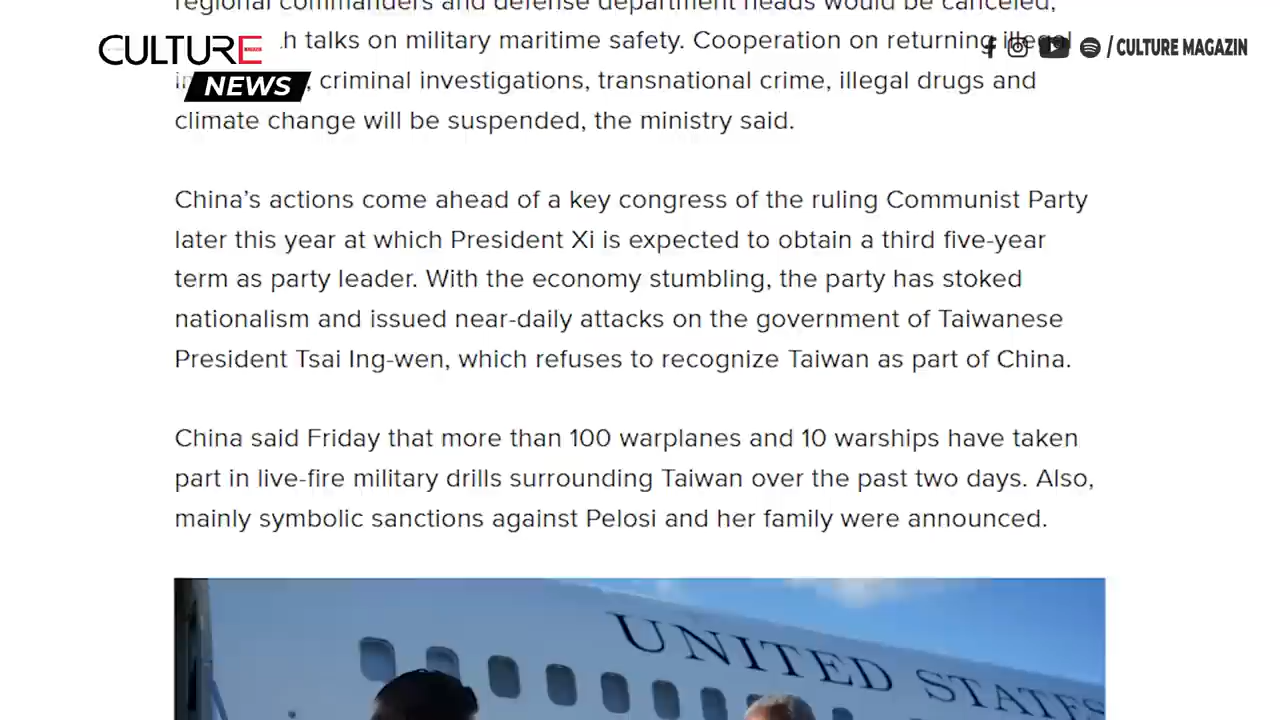 regional commanders and defense department heads would be canceled,
CULTURE
NEWS
talks on military maritime safety. Cooperation on returning illegal
/ CULTURE MAGAZIN
, criminal investigations, transnational crime, illegal drugs and
climate change will be suspended, the ministry said.
China’s actions come ahead of a key congress of the ruling Communist Party
later this year at which President Xi is expected to obtain a third five-year
term as party leader. With the economy stumbling, the party has stoked
nationalism and issued near-daily attacks on the government of Taiwanese
President Tsai Ing-wen, which refuses to recognize Taiwan as part of China.
China said Friday that more than 100 warplanes and 10 warships have taken
part in live-fire military drills surrounding Taiwan over the past two days. Also,
mainly symbolic sanctions against Pelosi and her family were announced.
UNITED STATES